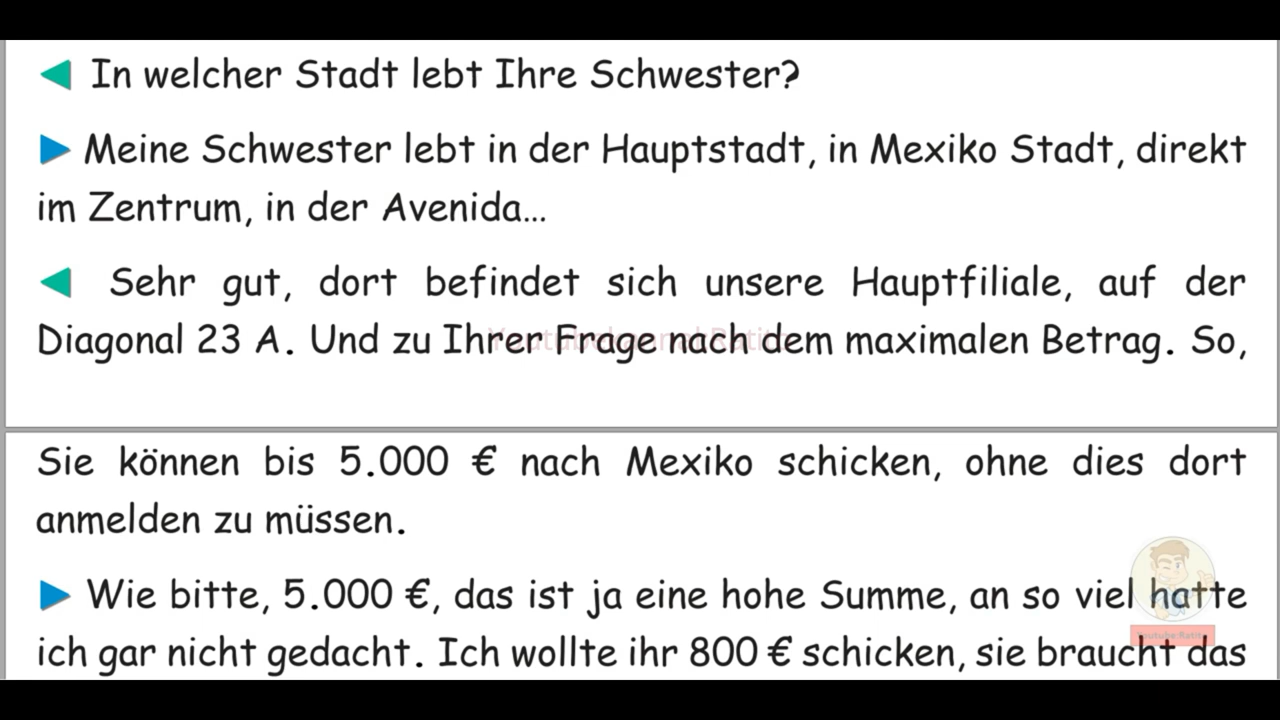 ◄ In welcher Stadt lebt Ihre Schwester?
► Meine Schwester lebt in der Hauptstadt, in Mexiko Stadt, direkt
im Zentrum, in der Avenida...
◄ Sehr gut, dort befindet sich unsere Hauptfiliale, auf der
Diagonal 23 A. Und zu Ihrer Frage nach dem maximalen Betrag. So,
Sie können bis 5.000 € nach Mexiko schicken, ohne dies dort
anmelden zu müssen.
► Wie bitte, 5.000 €, das ist ja eine hohe Summe, an so viel hatte
ich gar nicht gedacht. Ich wollte ihr 800 € schicken, sie braucht das
Youtube:Ratito